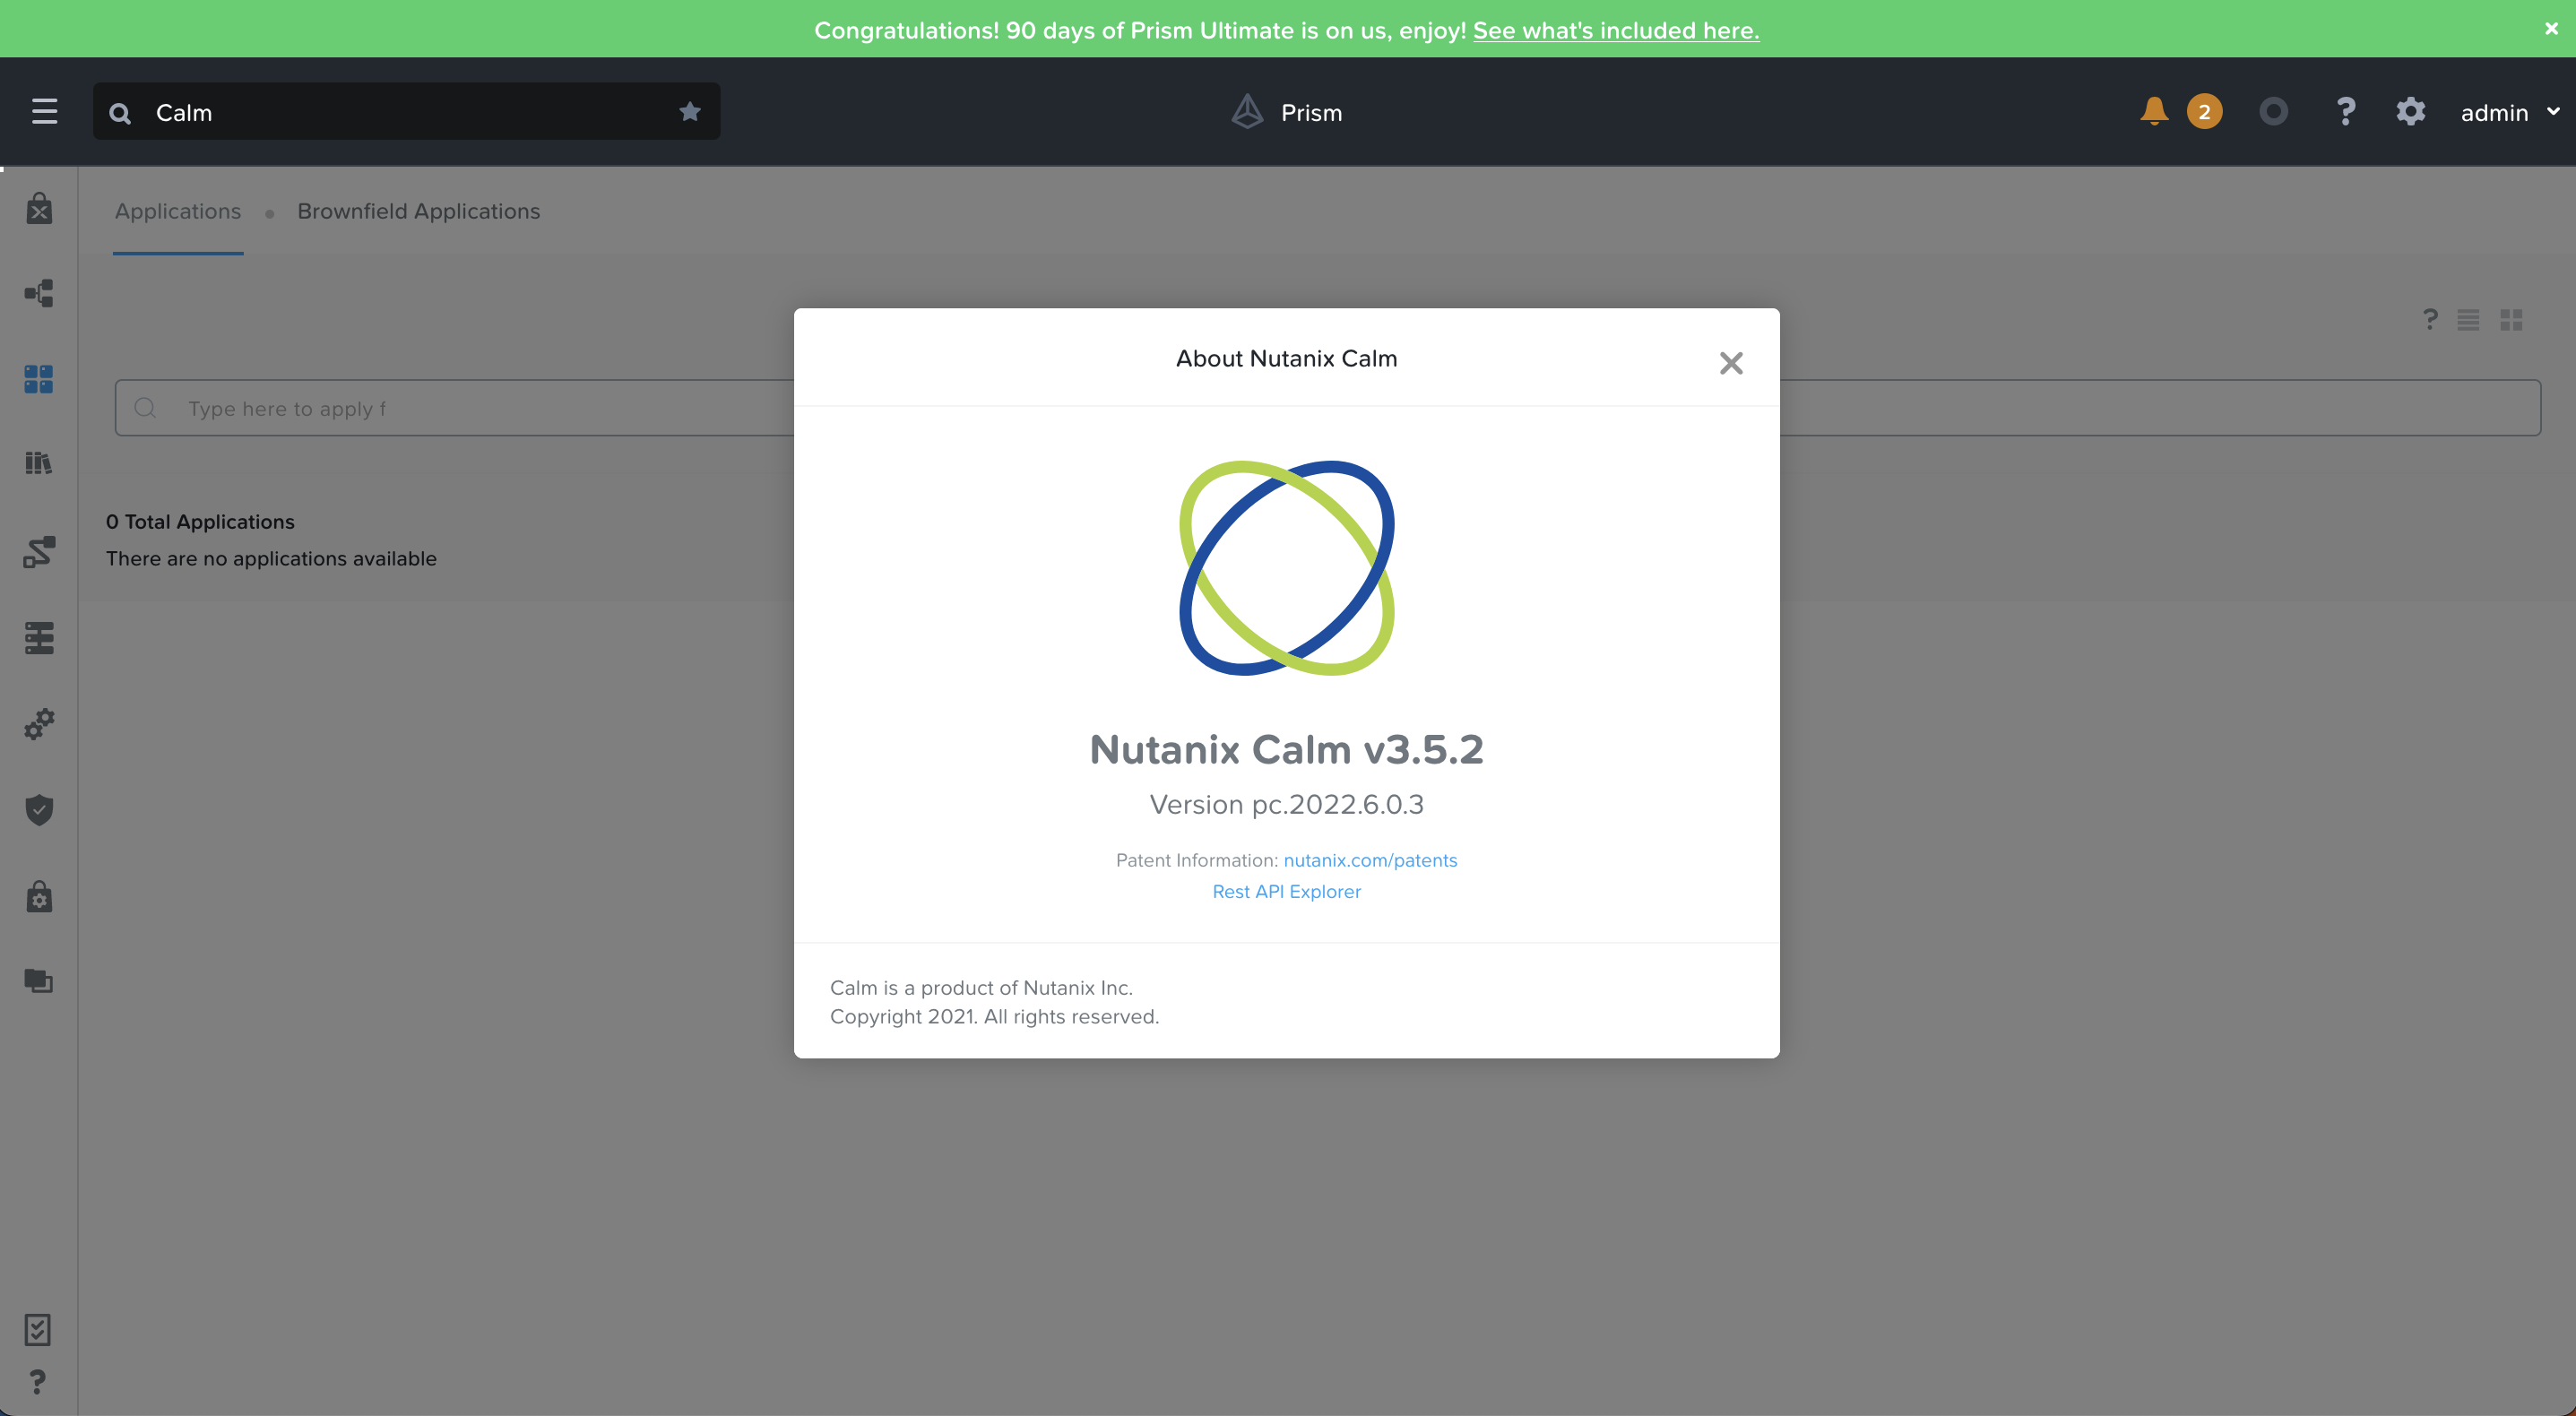 Congratulations! 90 days of Prism Ultimate is on us, enjoy! See what's included here.
Calm
Prism
2
?
admin
Applications
Brownfield Applications
?
Type here to apply f
0 Total Applications
There are no applications available
About Nutanix Calm
Nutanix Calm v3.5.2
Version pc.2022.6.0.3
Patent Information: nutanix.com/patents
Rest API Explorer
Calm is a product of Nutanix Inc.
Copyright 2021. All rights reserved.
?